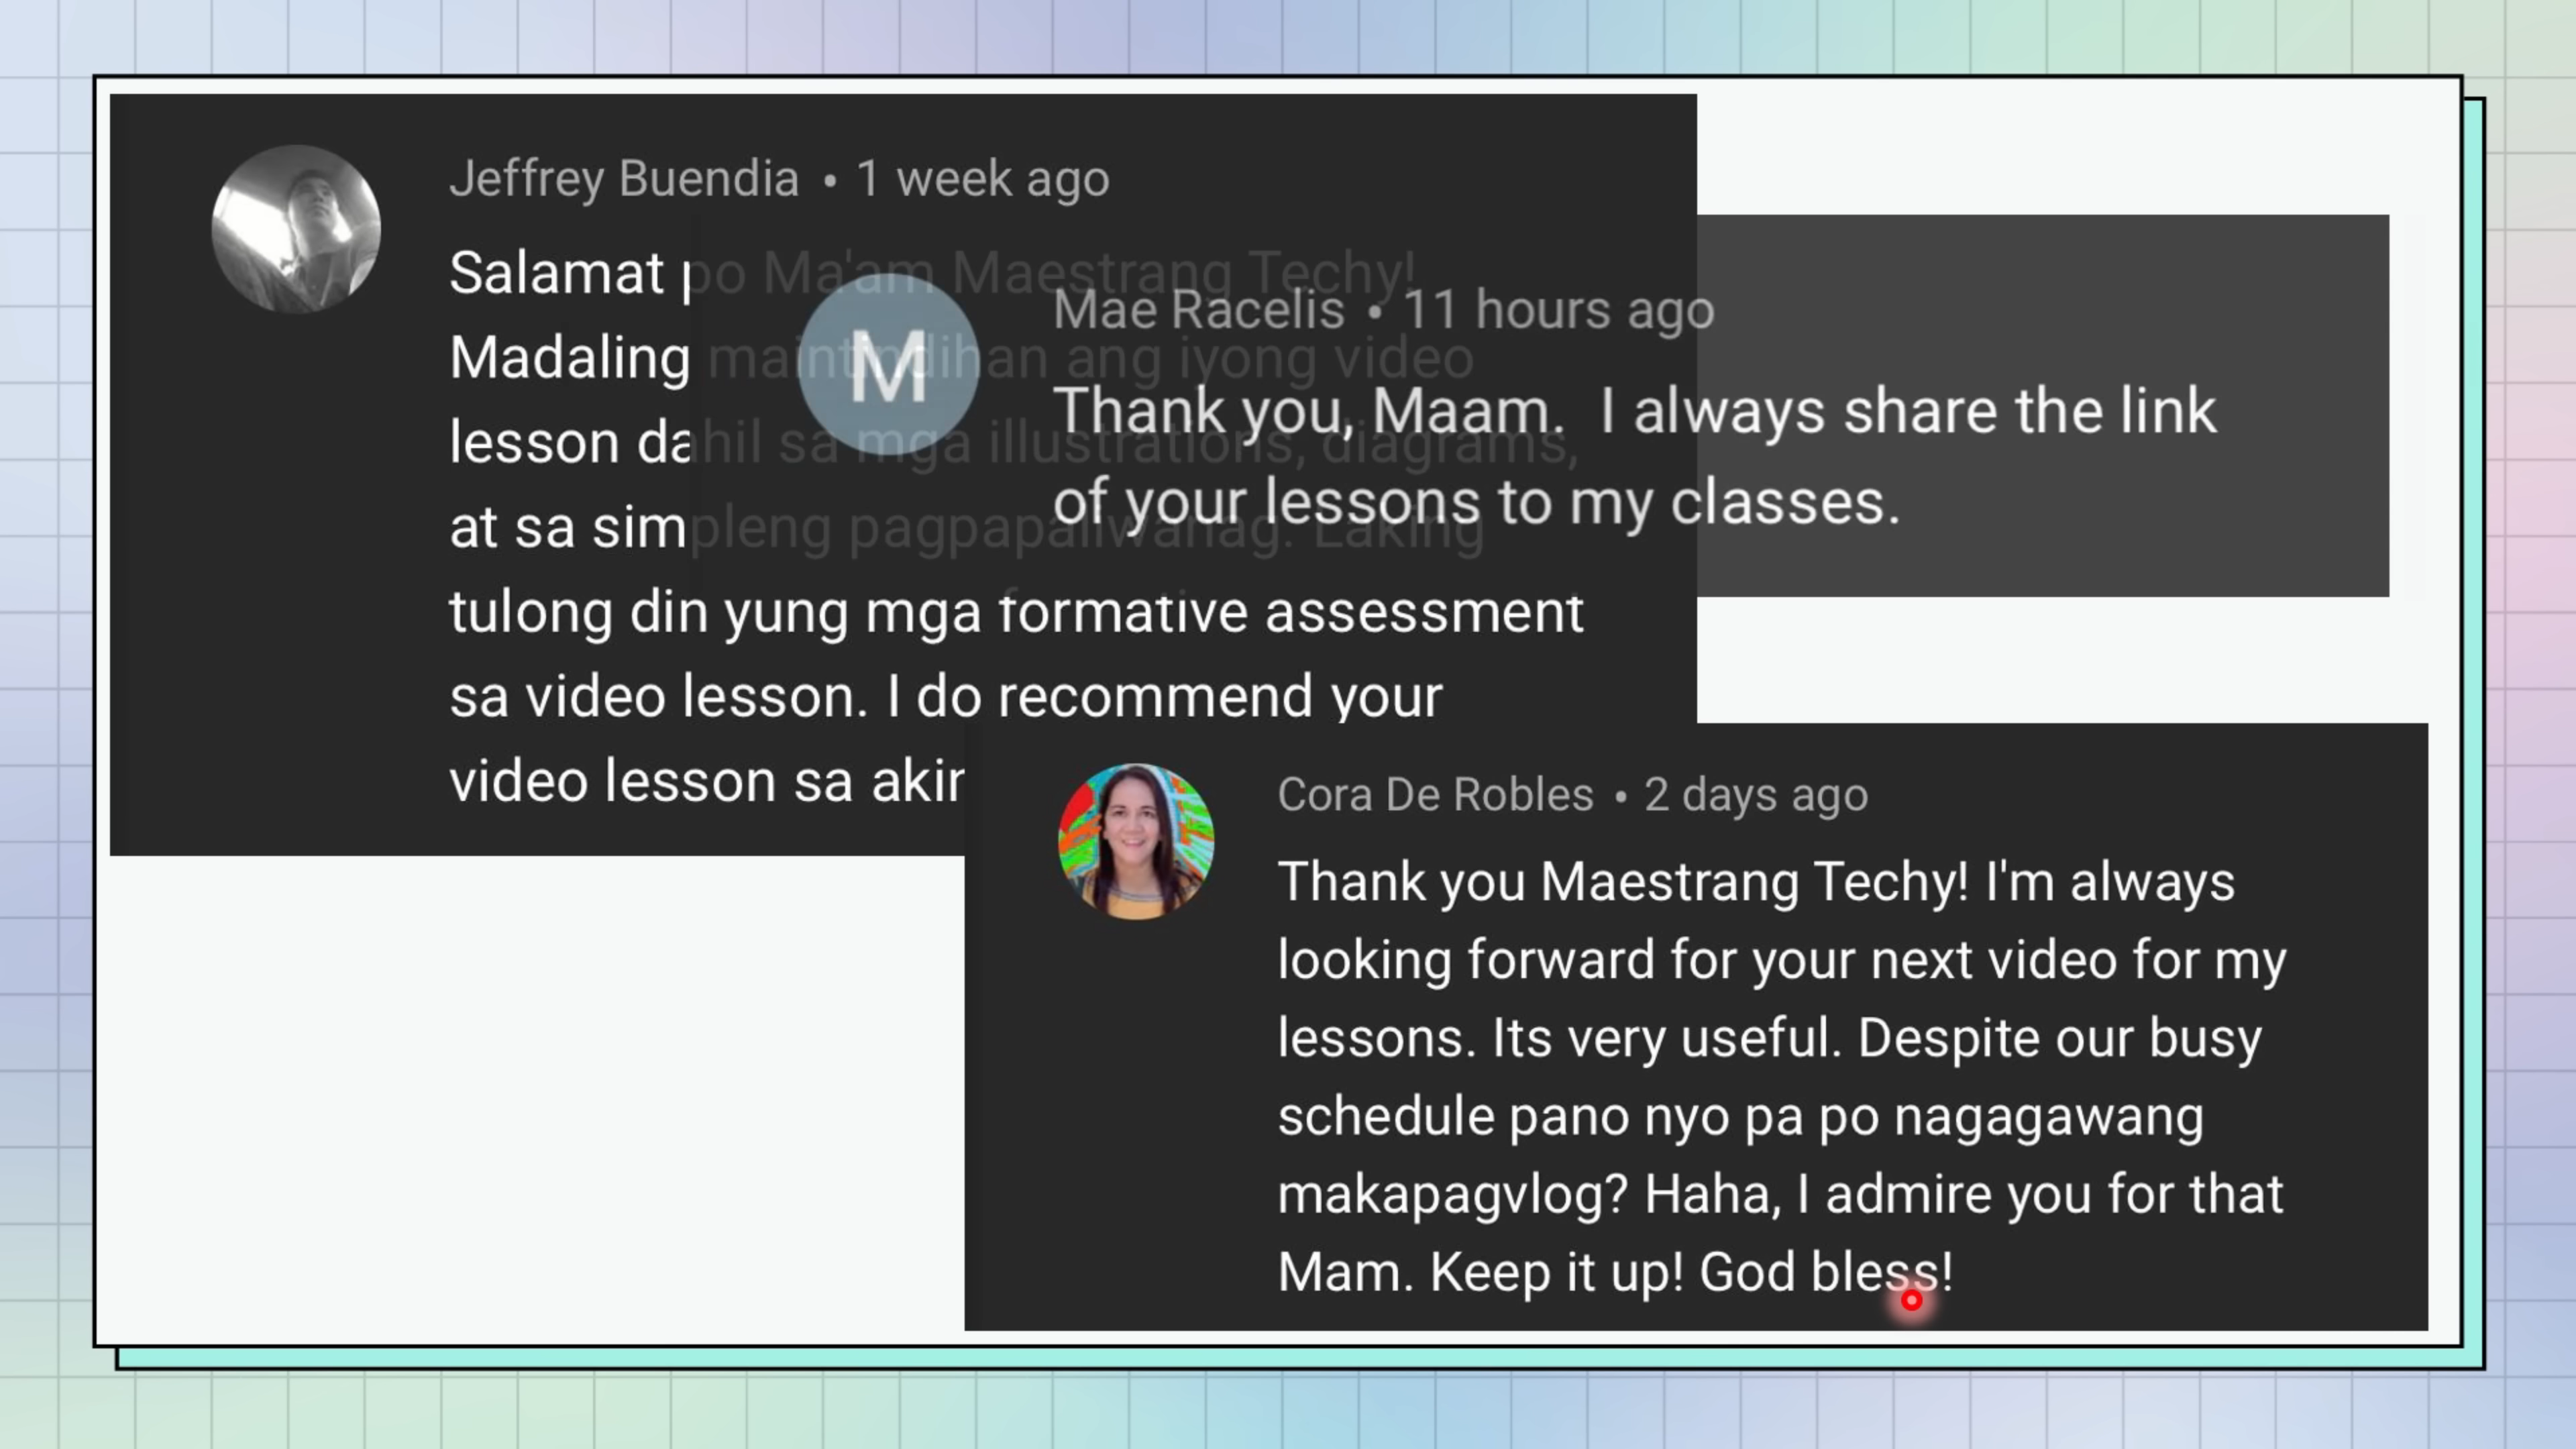 Jeffrey Buendia • 1 week ago
Salamat po Ma'am Maestrang Techy!
Madaling maintindihan ang iyong video
lesson dahil sa mga illustrations, diagrams,
at sa simpleng pagpapaliwanag. Laking
tulong din yung mga formative assessment
sa video lesson. I do recommend your
video lesson sa
M
Mae Racelis • 11 hours ago
Thank you, Maam. I always share the link
of your lessons to my classes.
Cora De Robles • 2 days ago
Thank you Maestrang Techy! I'm always
looking forward for your next video for my
lessons. Its very useful. Despite our busy
schedule pano nyo pa po nagagawang
makapagvlog? Haha, I admire you for that
Mam. Keep it up! God bless!